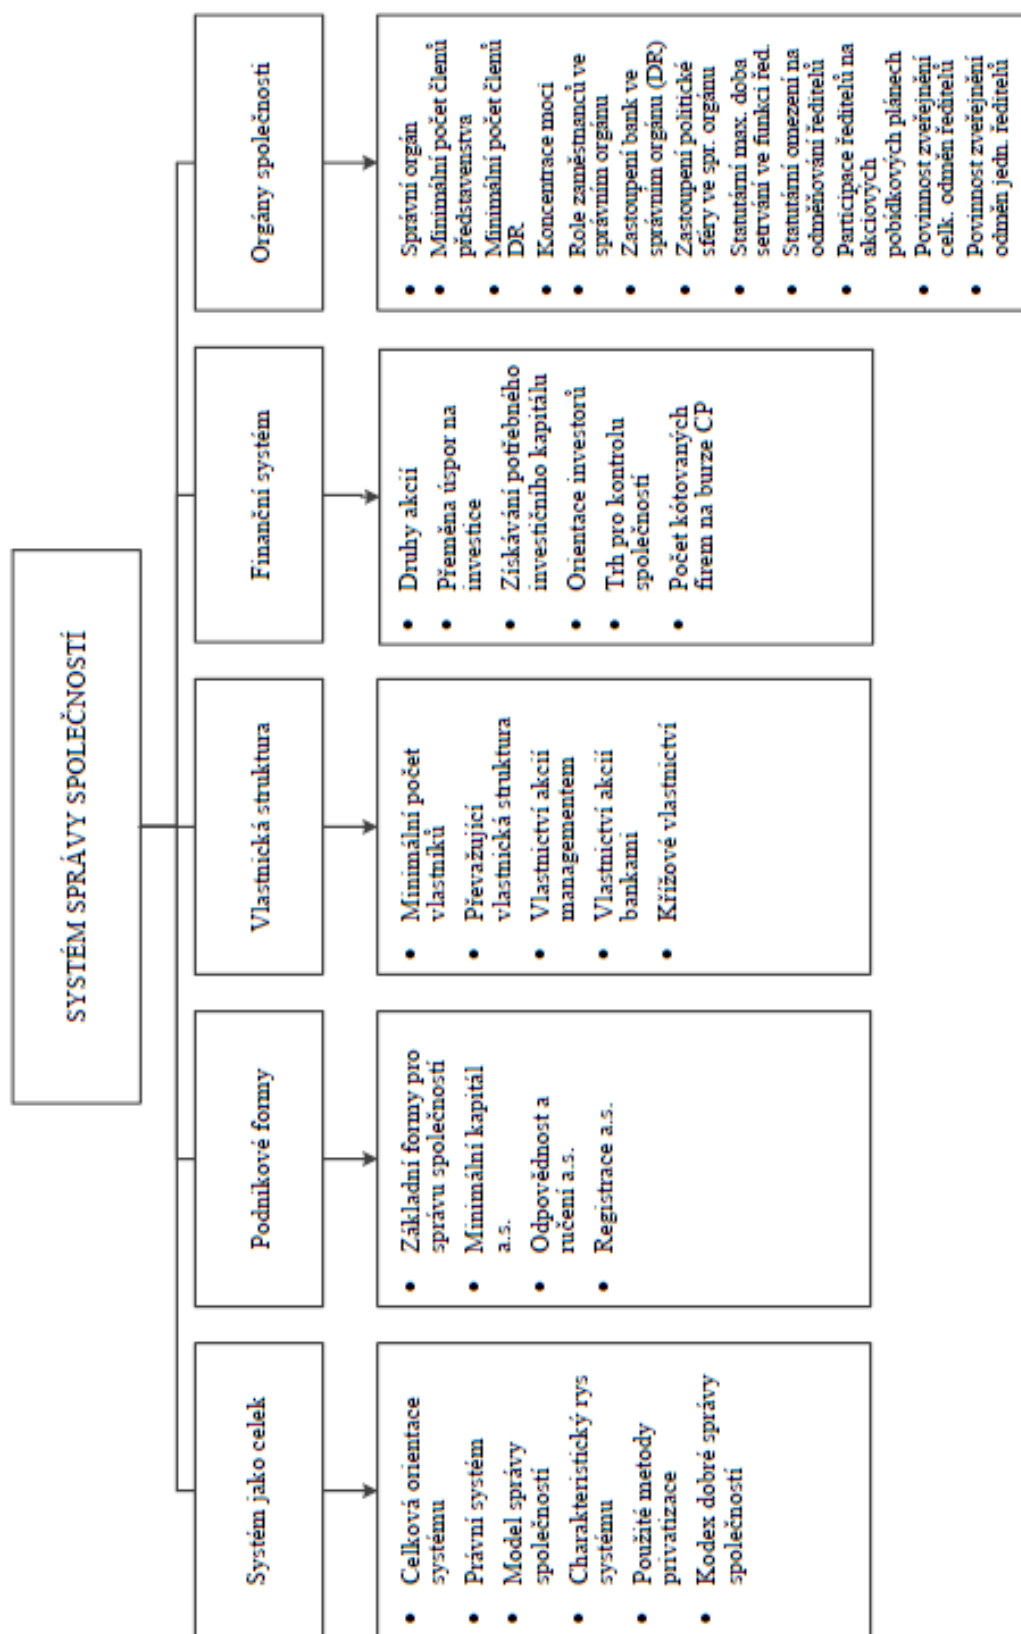 SYSTÉM SPRÁVY SPOLEČNOSTÍ
Systém jako celek
• Celková orientace
systému
• Právní systém
• Model správy
společností
• Charakteristický rys
systému
• Použité metody
privatizace
• Kodex dobré správy
společností
Podnikové formy
• Základní formy pro
správu společností
• Minimální kapitál
a.s.
• Odpovědnost a
ručení a.s.
• Registrace a.s.
Vlastnická struktura
• Minimální počet
vlastníků
• Převažující
vlastnická struktura
• Vlastnictví akcií
managementem
• Vlastnictví akcií
bankami
• Křížové vlastnictví
Finanční systém
• Druhy akcií
• Přeměna úspor na
investice
• Získávání potřebného
investičního kapitálu
• Orientace investorů
• Trh pro kontrolu
společností
• Počet kótovaných
firem na burze CP
Orgány společnosti
• Správní orgán
• Minimální počet členů
představenstva
• Minimální počet členů
DR
• Koncentrace moci
• Role zaměstnanců ve
správním orgánu
• Zastoupení bank ve
správním orgánu (DR)
• Zastoupení politické
sféry ve spr. orgánu
• Statutární max. doba
setrvání ve funkci řed.
• Statutární omezení na
odměňování ředitelů
• Participace ředitelů na
akciových
pobídkových plánech
• Povinnost zveřejnění
celk. odměn ředitelů
• Povinnost zveřejnění
odměn jedn. ředitelů